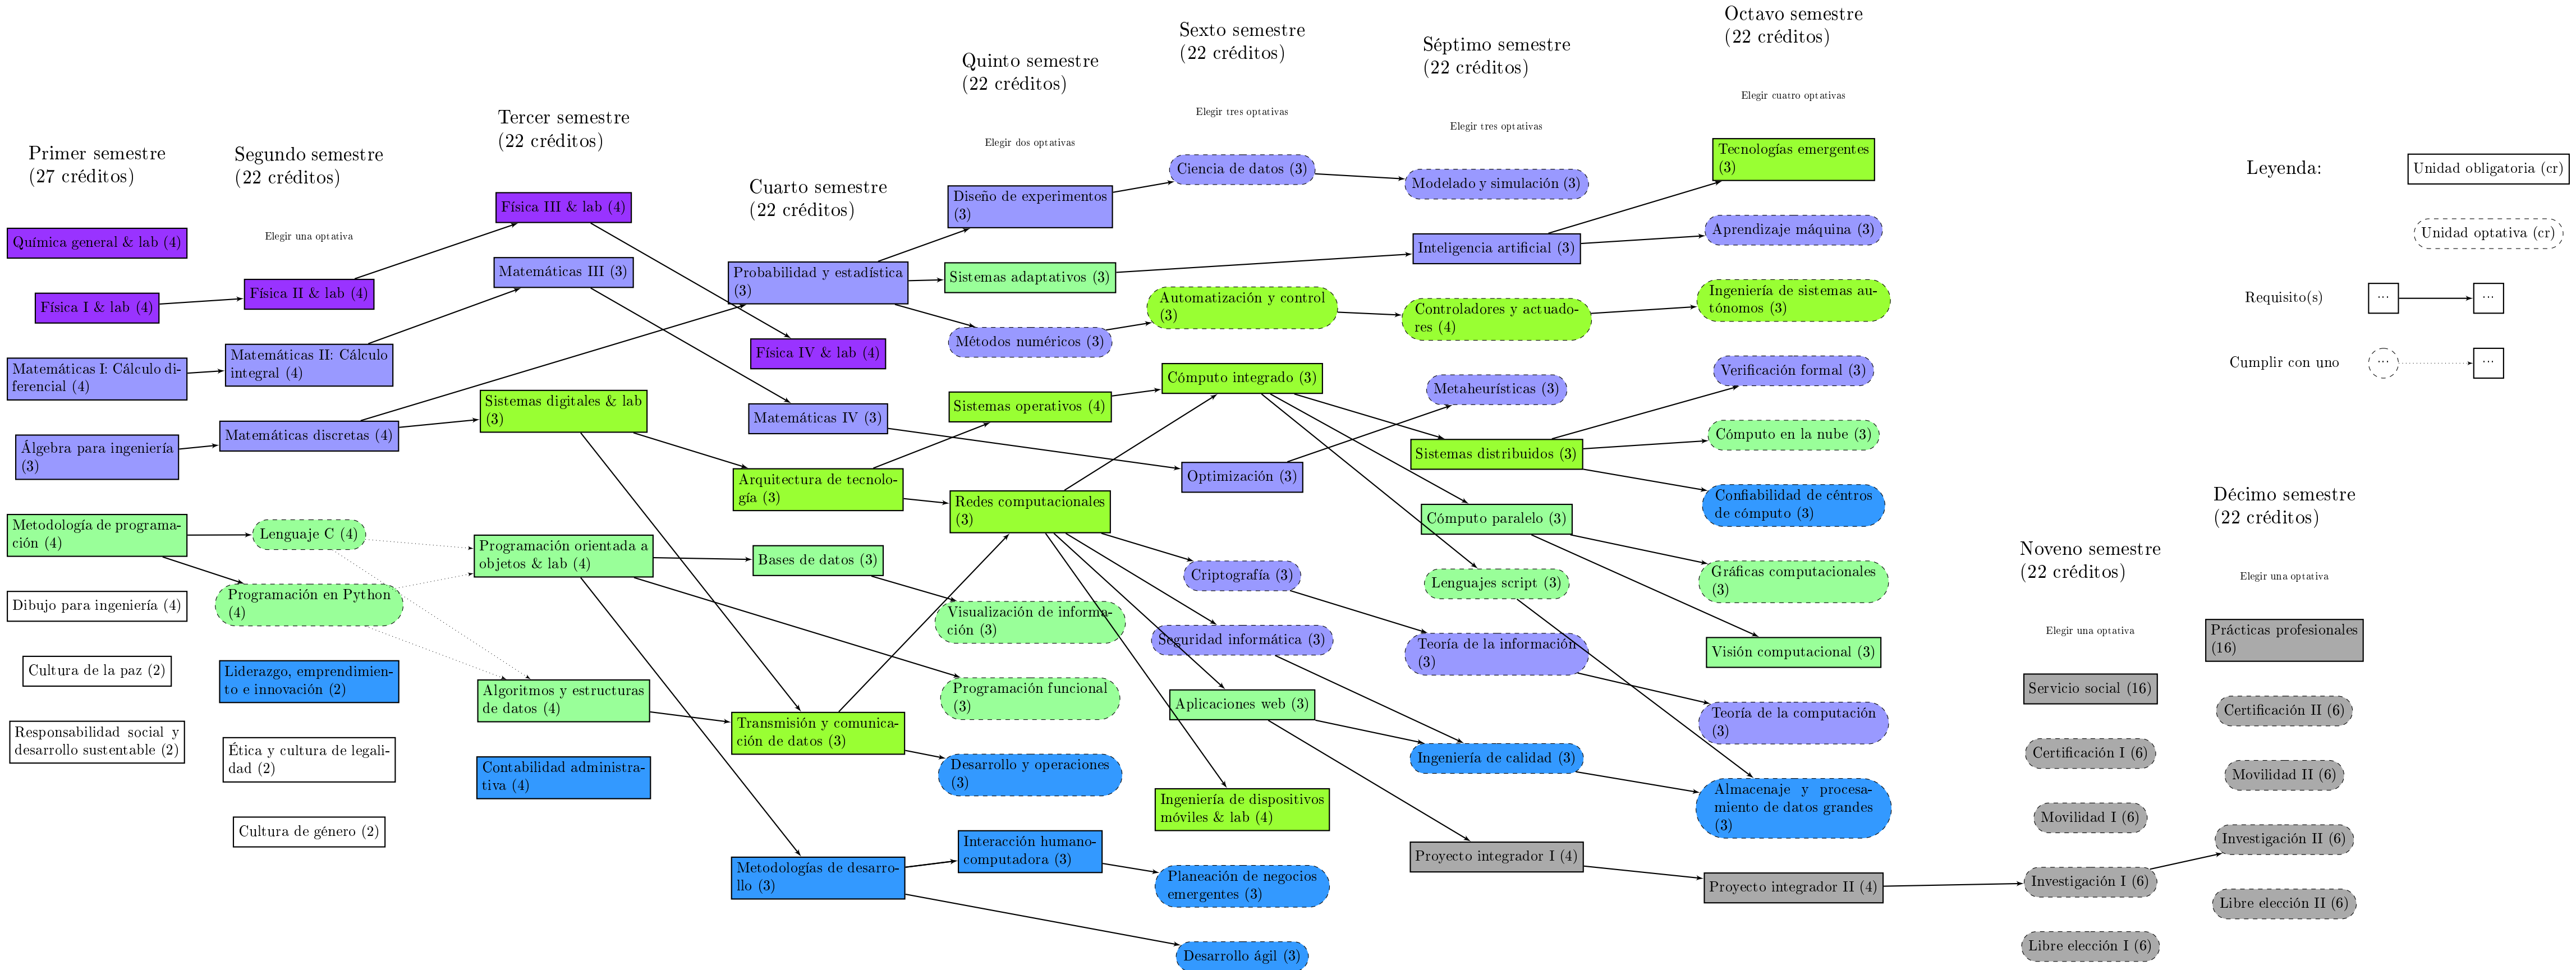 Primer semestre
(27 créditos)
Química general & lab (4)
Física I & lab (4)
Matemáticas I: Cálculo di-
ferencial (4)
Álgebra para ingeniería
(3)
Metodología de programa-
ción (4)
Dibujo para ingeniería (4)
Cultura de la paz (2)
Responsabilidad social y
desarrollo sustentable (2)
Segundo semestre
(22 créditos)
Elegir una optativa
Física II & lab (4)
Matemáticas II: Cálculo
integral (4)
Matemáticas discretas (4)
Lenguaje C (4)
Programación en Python
(4)
Liderazgo, emprendimien-
to e innovación (2)
Ética y cultura de legali-
dad (2)
Cultura de género (2)
Tercer semestre
(22 créditos)
Física III & lab (4)
Matemáticas III (3)
Sistemas digitales & lab
(3)
Programación orientada a
objetos & lab (4)
Algoritmos y estructuras
de datos (4)
Contabilidad administra-
tiva (4)
Cuarto semestre
(22 créditos)
Probabilidad y estadística
(3)
Física IV & lab (4)
Matemáticas IV (3)
Arquitectura de tecnolo-
gía (3)
Bases de datos (3)
Transmisión y comunica-
ción de datos (3)
Metodologías de desarro-
llo (3)
Quinto semestre
(22 créditos)
Elegir dos optativas
Diseño de experimentos
(3)
Sistemas adaptativos (3)
Métodos numéricos (3)
Sistemas operativos (4)
Redes computacionales
(3)
Visualización de informa-
ción (3)
Programación funcional
(3)
Desarrollo y operaciones
(3)
Interacción humano-
computadora (3)
Sexto semestre
(22 créditos)
Elegir tres optativas
Ciencia de datos (3)
Automatización y control
(3)
Cómputo integrado (3)
Optimización (3)
Criptografía (3)
Seguridad informática (3)
Aplicaciones web (3)
Ingeniería de dispositivos
móviles & lab (4)
Planeación de negocios
emergentes (3)
Desarrollo ágil (3)
Séptimo semestre
(22 créditos)
Elegir tres optativas
Modelado y simulación (3)
Inteligencia artificial (3)
Controladores y actuado-
res (4)
Metaheurísticas (3)
Sistemas distribuidos (3)
Cómputo paralelo (3)
Lenguajes script (3)
Teoría de la información
(3)
Ingeniería de calidad (3)
Proyecto integrador I (4)
Octavo semestre
(22 créditos)
Elegir cuatro optativas
Tecnologías emergentes
(3)
Aprendizaje máquina (3)
Ingeniería de sistemas au-
tónomos (3)
Verificación formal (3)
Cómputo en la nube (3)
Confiabilidad de céntros
de cómputo (3)
Gráficas computacionales
(3)
Visión computacional (3)
Teoría de la computación
(3)
Almacenaje y procesa-
miento de datos grandes
(3)
Proyecto integrador II (4)
Noveno semestre
(22 créditos)
Elegir una optativa
Servicio social (16)
Certificación I (6)
Movilidad I (6)
Investigación I (6)
Libre elección I (6)
Décimo semestre
(22 créditos)
Elegir una optativa
Prácticas profesionales
(16)
Certificación II (6)
Movilidad II (6)
Investigación II (6)
Libre elección II (6)
Leyenda:
Unidad obligatoria (cr)
Unidad optativa (cr)
Requisito(s)
... ...
Cumplir con uno
... ...